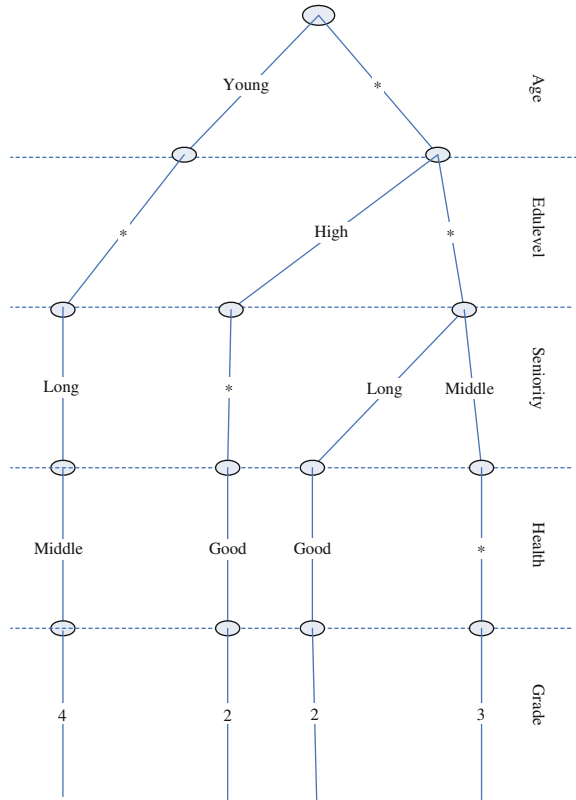 Young
*
Age
*
High
*
Edulevel
Long
*
Long
Middle
Seniority
Middle
Good
Good
*
Health
4
2
2
3
Grade